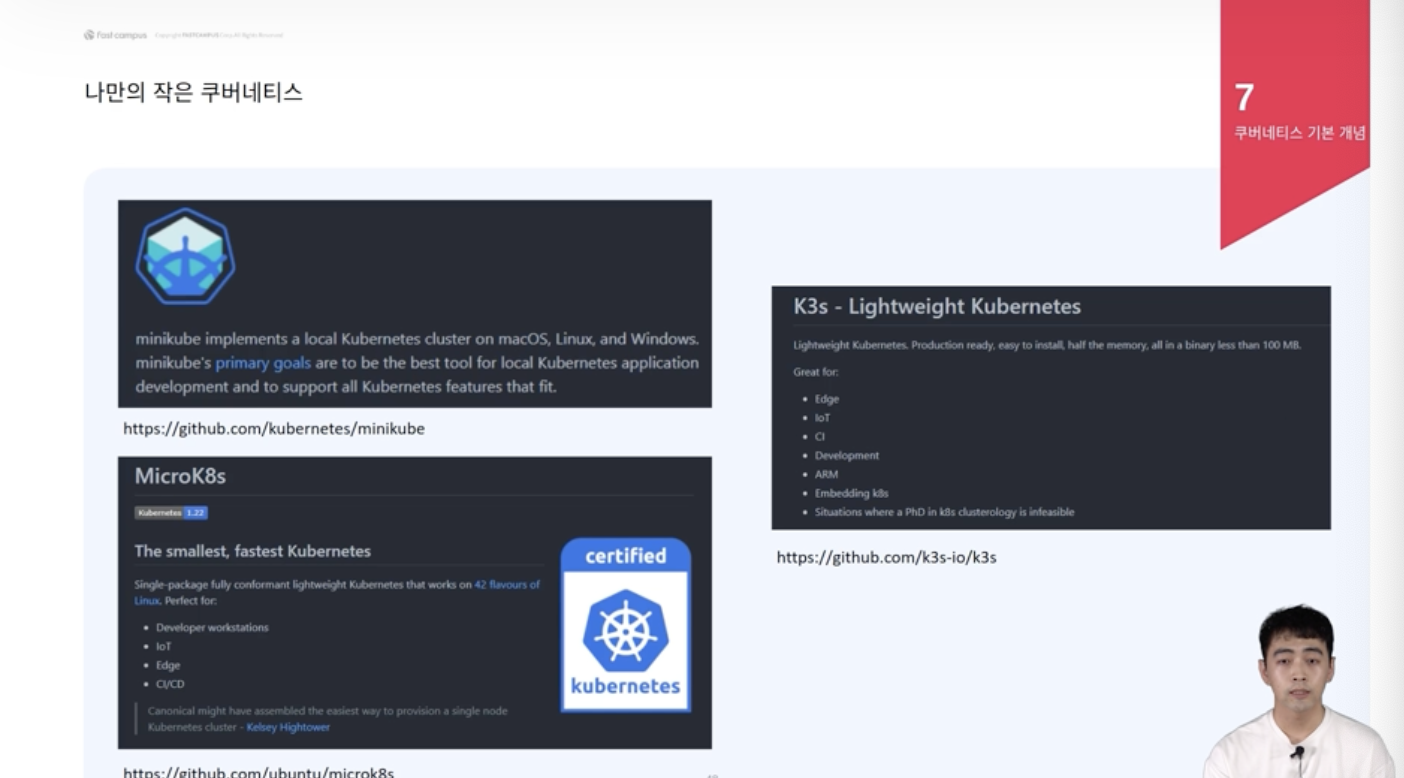 fast campus Copyright FASTCAMPUS Corp. All Rights Reserved
나만의 작은 쿠버네티스
7
쿠버네티스 기본 개념
minikube implements a local Kubernetes cluster on macOS, Linux, and Windows.
minikube's primary goals are to be the best tool for local Kubernetes application
development and to support all Kubernetes features that fit.
https://github.com/kubernetes/minikube
MicroK8s
Kubernetes 1.22
The smallest, fastest Kubernetes
Single-package fully conformant lightweight Kubernetes that works on 42 flavours of
Linux. Perfect for:
• Developer workstations
• IoT
• Edge
• CI/CD
Canonical might have assembled the easiest way to provision a single node
Kubernetes cluster - Kelsey Hightower
certified
kubernetes
https://github.com/ubuntu/microk8s
K3s - Lightweight Kubernetes
Lightweight Kubernetes. Production ready, easy to install, half the memory, all in a binary less than 100 MB.
Great for:
• Edge
• IoT
• CI
• Development
• ARM
• Embedding k8s
• Situations where a PhD in k8s clusterology is infeasible
https://github.com/k3s-io/k3s